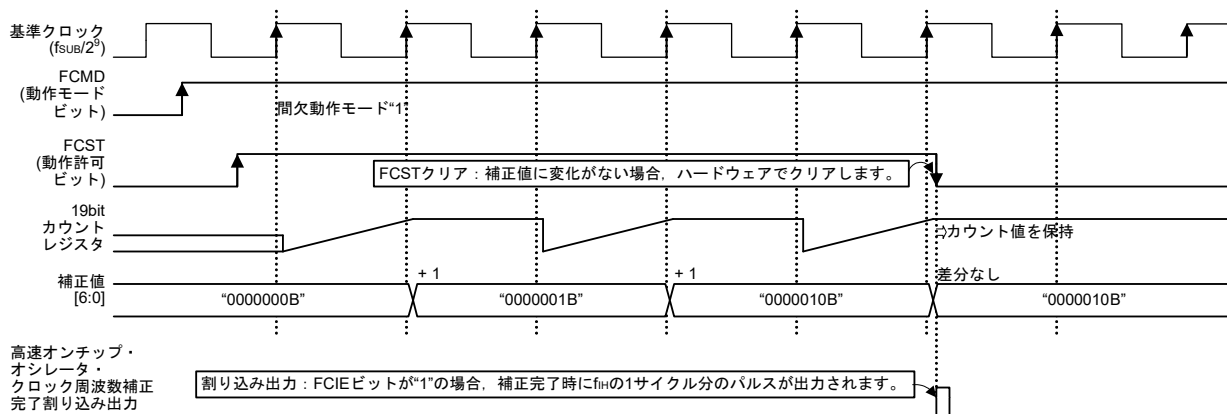 基準クロック
(fSUB/2⁹)
FCMD
(動作モード
ビット)
間欠動作モード“1”
FCST
(動作許可
ビット)
FCSTクリア：補正値に変化がない場合，ハードウェアでクリアします。
19bit
カウント
レジスタ
⇨カウント値を保持
補正値
[6:0]
+ 1
+ 1
差分なし
“0000000B”
“0000001B”
“0000010B”
“0000010B”
高速オンチップ・
オシレータ・
クロック周波数補正
完了割り込み出力
割り込み出力：FCIEビットが“1”の場合，補正完了時にfIHの1サイクル分のパルスが出力されます。